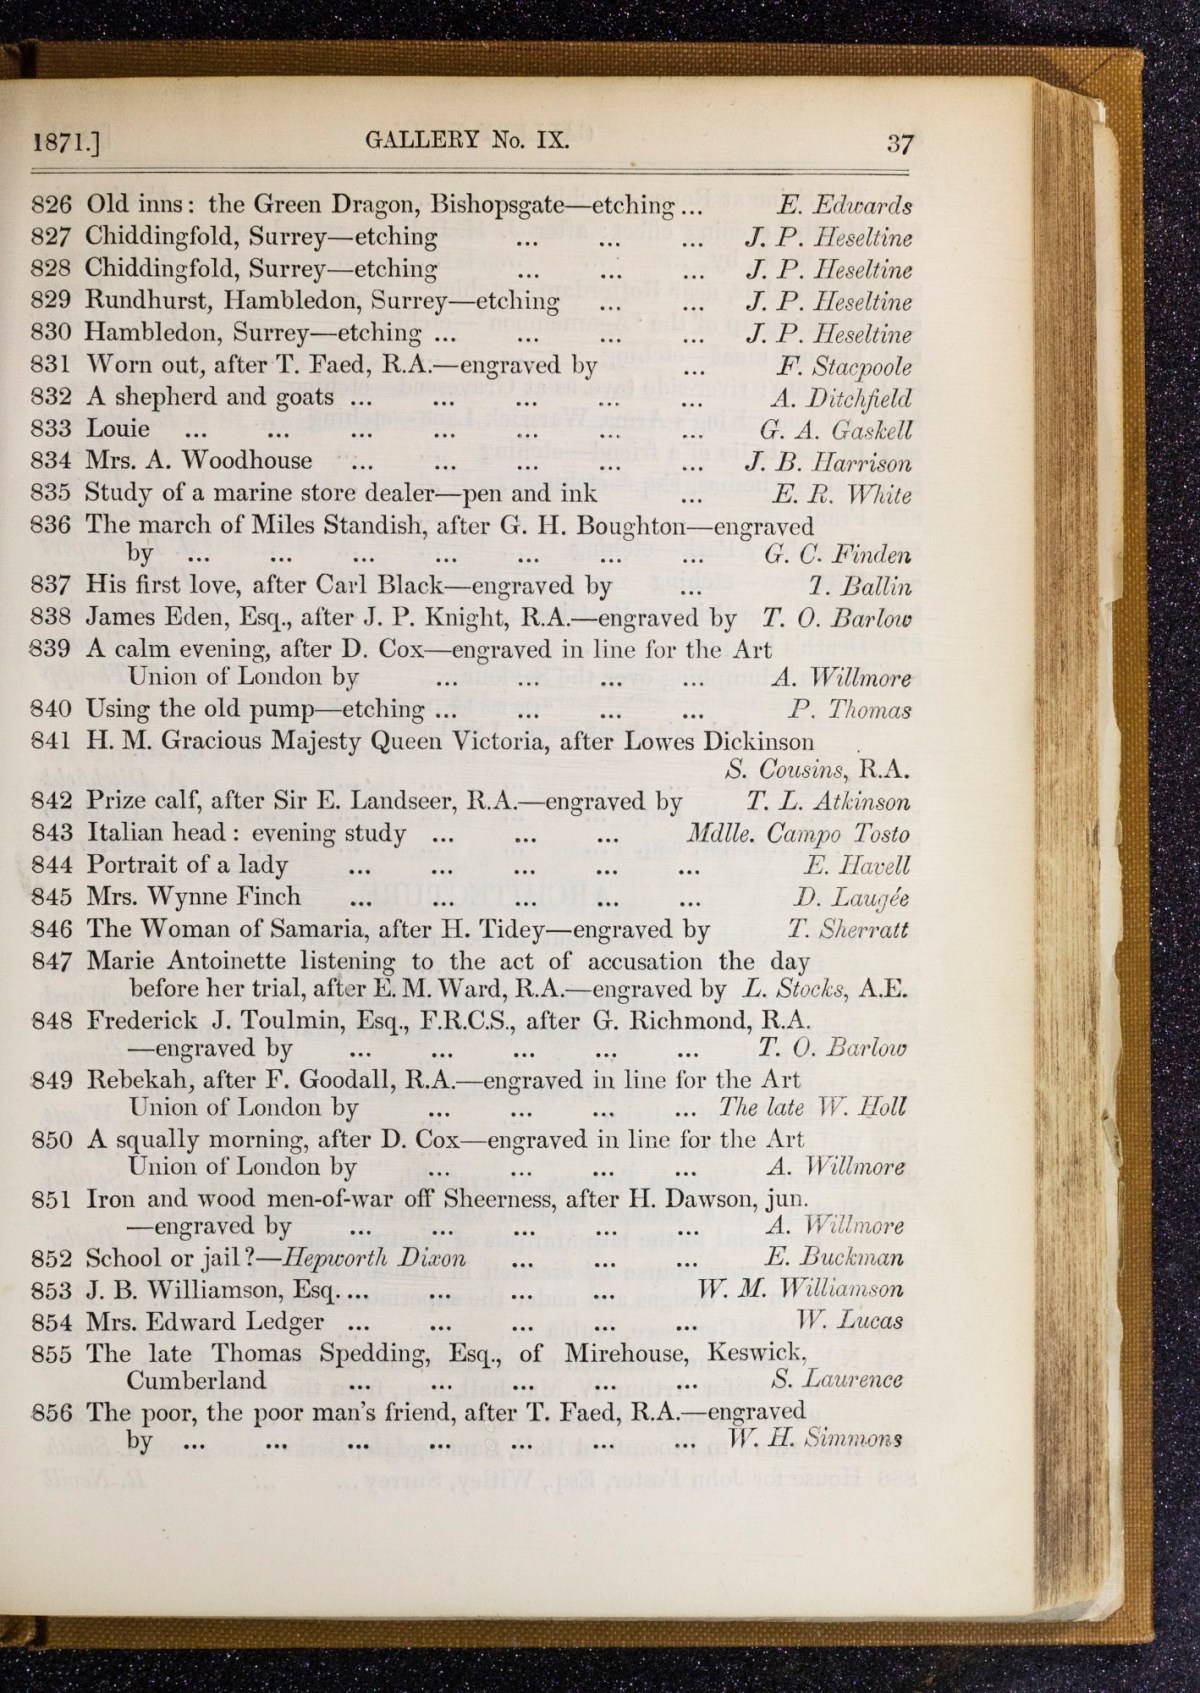 1871.] GALLERY No. IX. 37
826 Old inns: the Green Dragon, Bishopsgate—etching ... E. Edwards
827 Chiddingfold, Surrey—etching ... ... ... J. P. Heseltine
828 Chiddingfold, Surrey—etching ... ... ... J. P. Heseltine
829 Rundhurst, Hambledon, Surrey—etching ... ... J. P. Heseltine
830 Hambledon, Surrey—etching ... ... ... ... J. P. Heseltine
831 Worn out, after T. Faed, R.A.—engraved by ... F. Stacpoole
832 A shepherd and goats ... ... ... ... ... A. Ditchfield
833 Louie ... ... ... ... ... ... ... G. A. Gaskell
834 Mrs. A. Woodhouse ... ... ... ... ... J. B. Harrison
835 Study of a marine store dealer—pen and ink ... E. R. White
836 The march of Miles Standish, after G. H. Boughton—engraved
by ... ... ... ... ... ... ... G. C. Finden
837 His first love, after Carl Black—engraved by ... J. Ballin
838 James Eden, Esq., after J. P. Knight, R.A.—engraved by T. O. Barlow
839 A calm evening, after D. Cox—engraved in line for the Art
Union of London by ... ... ... ... A. Willmore
840 Using the old pump—etching ... ... ... ... P. Thomas
841 H. M. Gracious Majesty Queen Victoria, after Lowes Dickinson
S. Cousins, R.A.
842 Prize calf, after Sir E. Landseer, R.A.—engraved by T. L. Atkinson
843 Italian head: evening study ... ... ... Mdlle. Campo Tosto
844 Portrait of a lady ... ... ... ... ... E. Havell
845 Mrs. Wynne Finch ... ... ... ... ... D. Laugée
846 The Woman of Samaria, after H. Tidey—engraved by T. Sherratt
847 Marie Antoinette listening to the act of accusation the day
before her trial, after E. M. Ward, R.A.—engraved by L. Stocks, A.E.
848 Frederick J. Toulmin, Esq., F.R.C.S., after G. Richmond, R.A.
—engraved by ... ... ... ... ... T. O. Barlow
849 Rebekah, after F. Goodall, R.A.—engraved in line for the Art
Union of London by ... ... ... ... The late W. Holl
850 A squally morning, after D. Cox—engraved in line for the Art
Union of London by ... ... ... ... A. Willmore
851 Iron and wood men-of-war off Sheerness, after H. Dawson, jun.
—engraved by ... ... ... ... ... A. Willmore
852 School or jail?—Hepworth Dixon ... ... ... E. Buckman
853 J. B. Williamson, Esq. ... ... ... ... W. M. Williamson
854 Mrs. Edward Ledger ... ... ... ... ... W. Lucas
855 The late Thomas Spedding, Esq., of Mirehouse, Keswick,
Cumberland ... ... ... ... ... S. Laurence
856 The poor, the poor man's friend, after T. Faed, R.A.—engraved
by ... ... ... ... ... ... ... W. H. Simmons